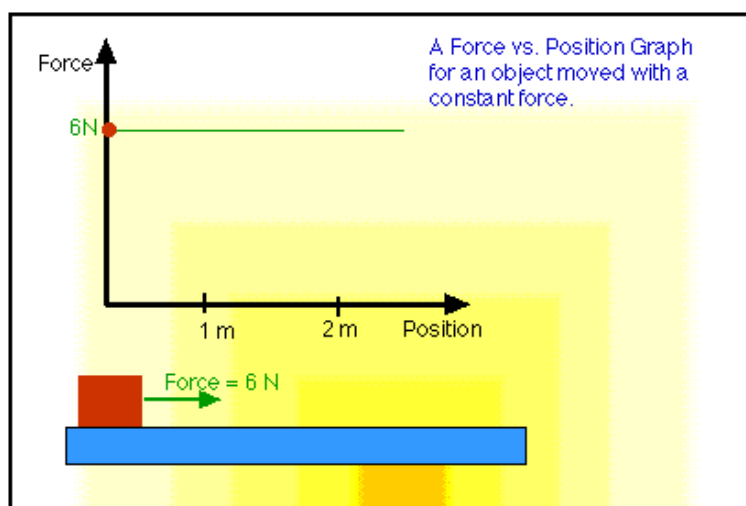 A Force vs. Position Graph
for an object moved with a
constant force.
Force
6N
1 m
2 m
Position
Force = 6 N